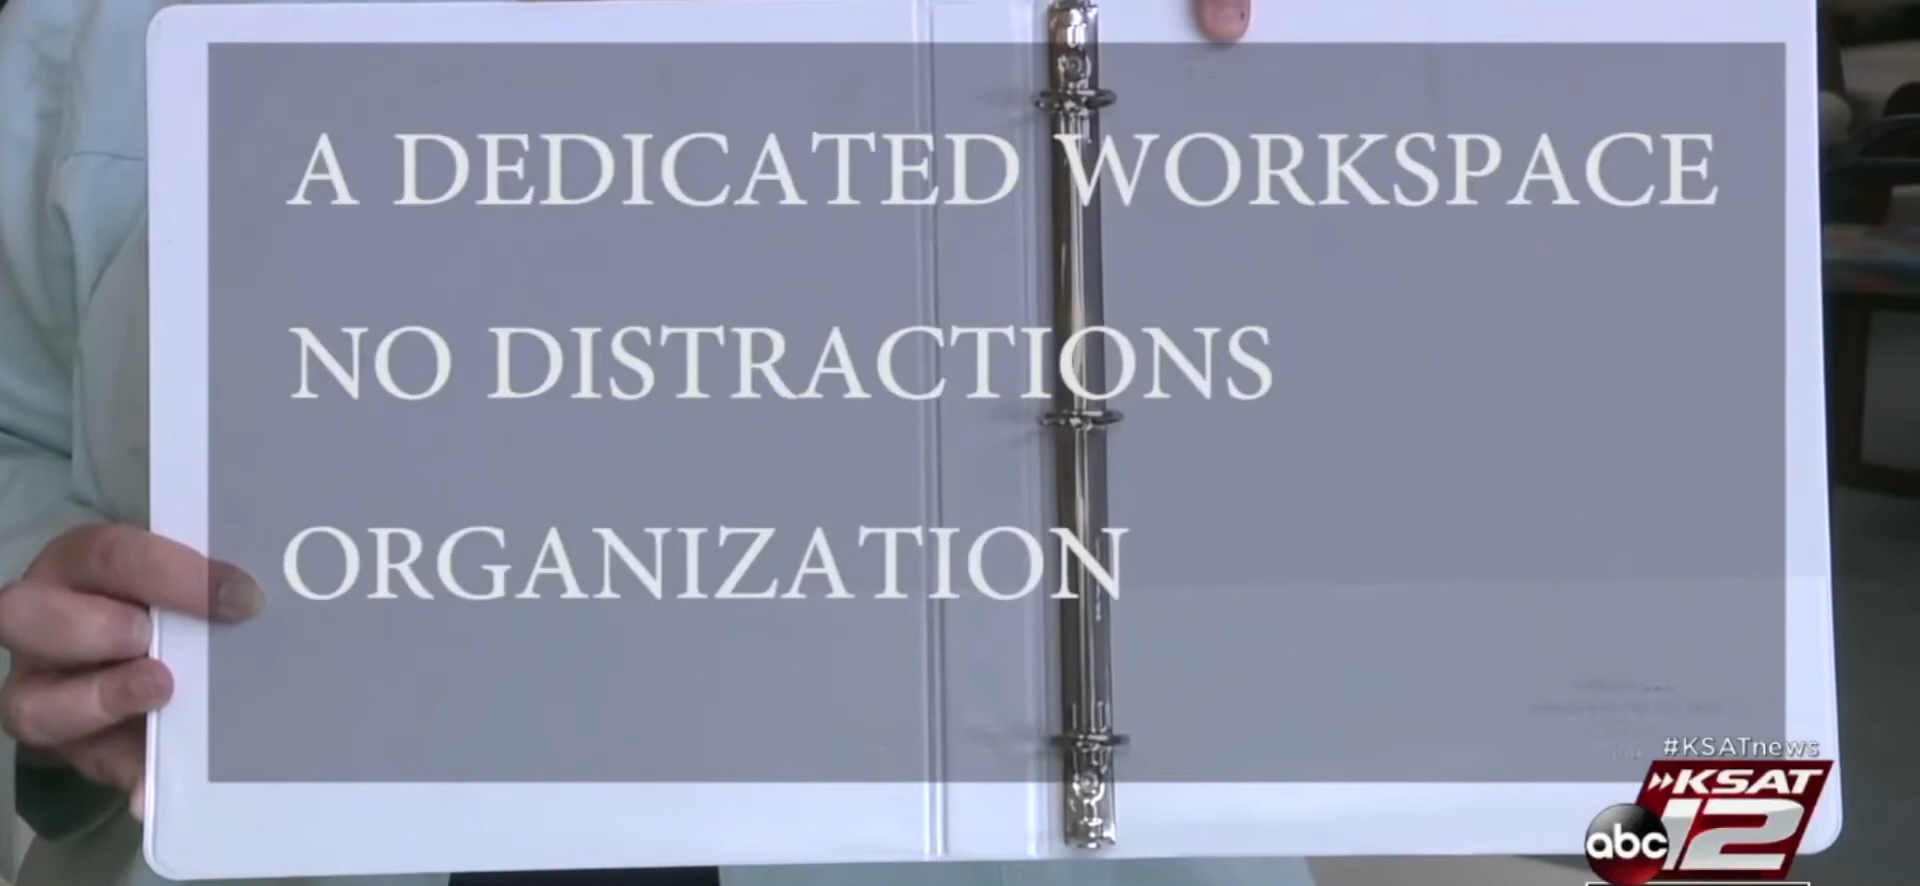 A DEDICATED WORKSPACE
NO DISTRACTIONS
ORGANIZATION
#KSATnews
»KSAT
abc 12